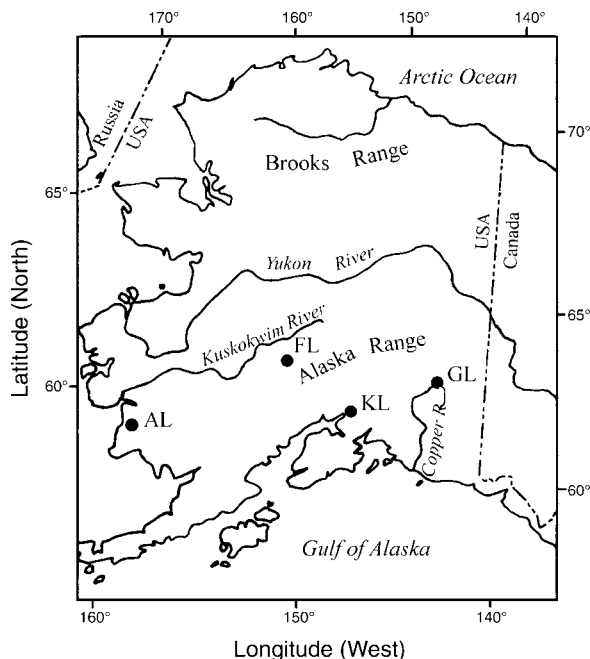 170° 160° 150° 140°
Arctic Ocean
Russia
USA
70°
Brooks Range
65°
USA
Canada
Yukon River
65°
Kuskokwim River
FL
Alaska Range
GL
60°
KL
AL
Copper R.
60°
Gulf of Alaska
160° 150° 140°
Latitude (North)
Longitude (West)